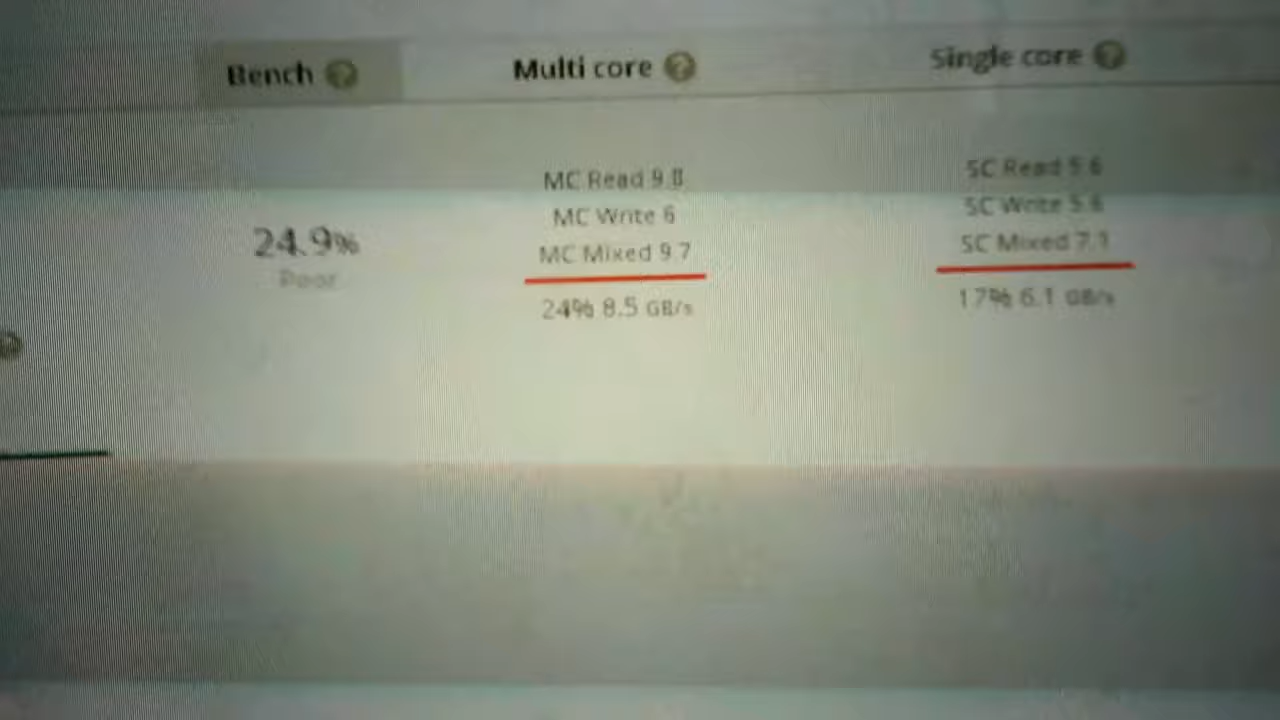 Bench Multi core Single core
MC Read 9.8
MC Write 6
MC Mixed 9.7
24% 8.5 GB/s
SC Read 5.6
SC Write 5.6
SC Mixed 7.1
17% 6.1 GB/s
24.9%
Poor